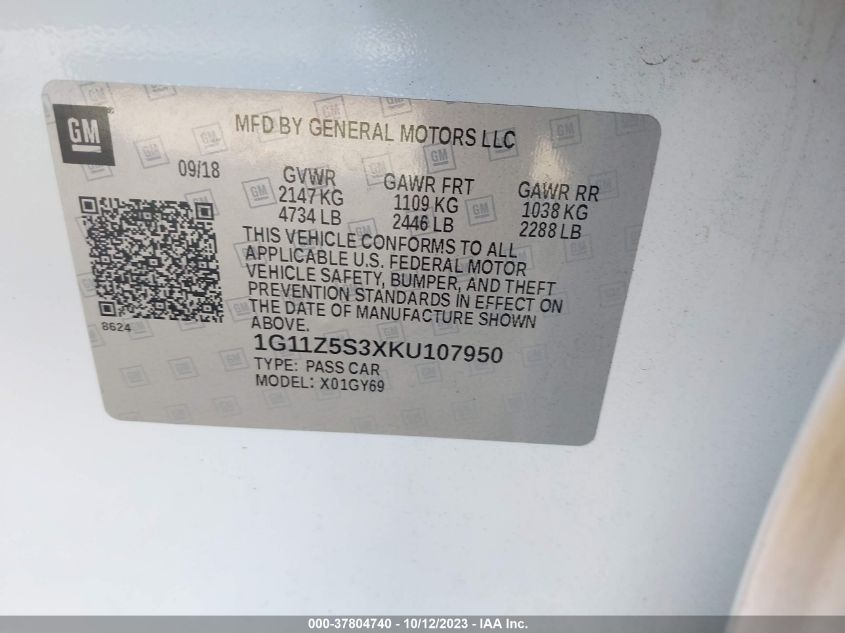 GM
MFD BY GENERAL MOTORS LLC
09/18
GVWR
2147 KG
4734 LB
GAWR FRT
1109 KG
2446 LB
GAWR RR
1038 KG
2288 LB
THIS VEHICLE CONFORMS TO ALL
APPLICABLE U.S. FEDERAL MOTOR
VEHICLE SAFETY, BUMPER, AND THEFT
PREVENTION STANDARDS IN EFFECT ON
THE DATE OF MANUFACTURE SHOWN
ABOVE.
8624
1G11Z5S3XKU107950
TYPE: PASS CAR
MODEL: X01GY69
000-37804740 - 10/12/2023 - IAA Inc.